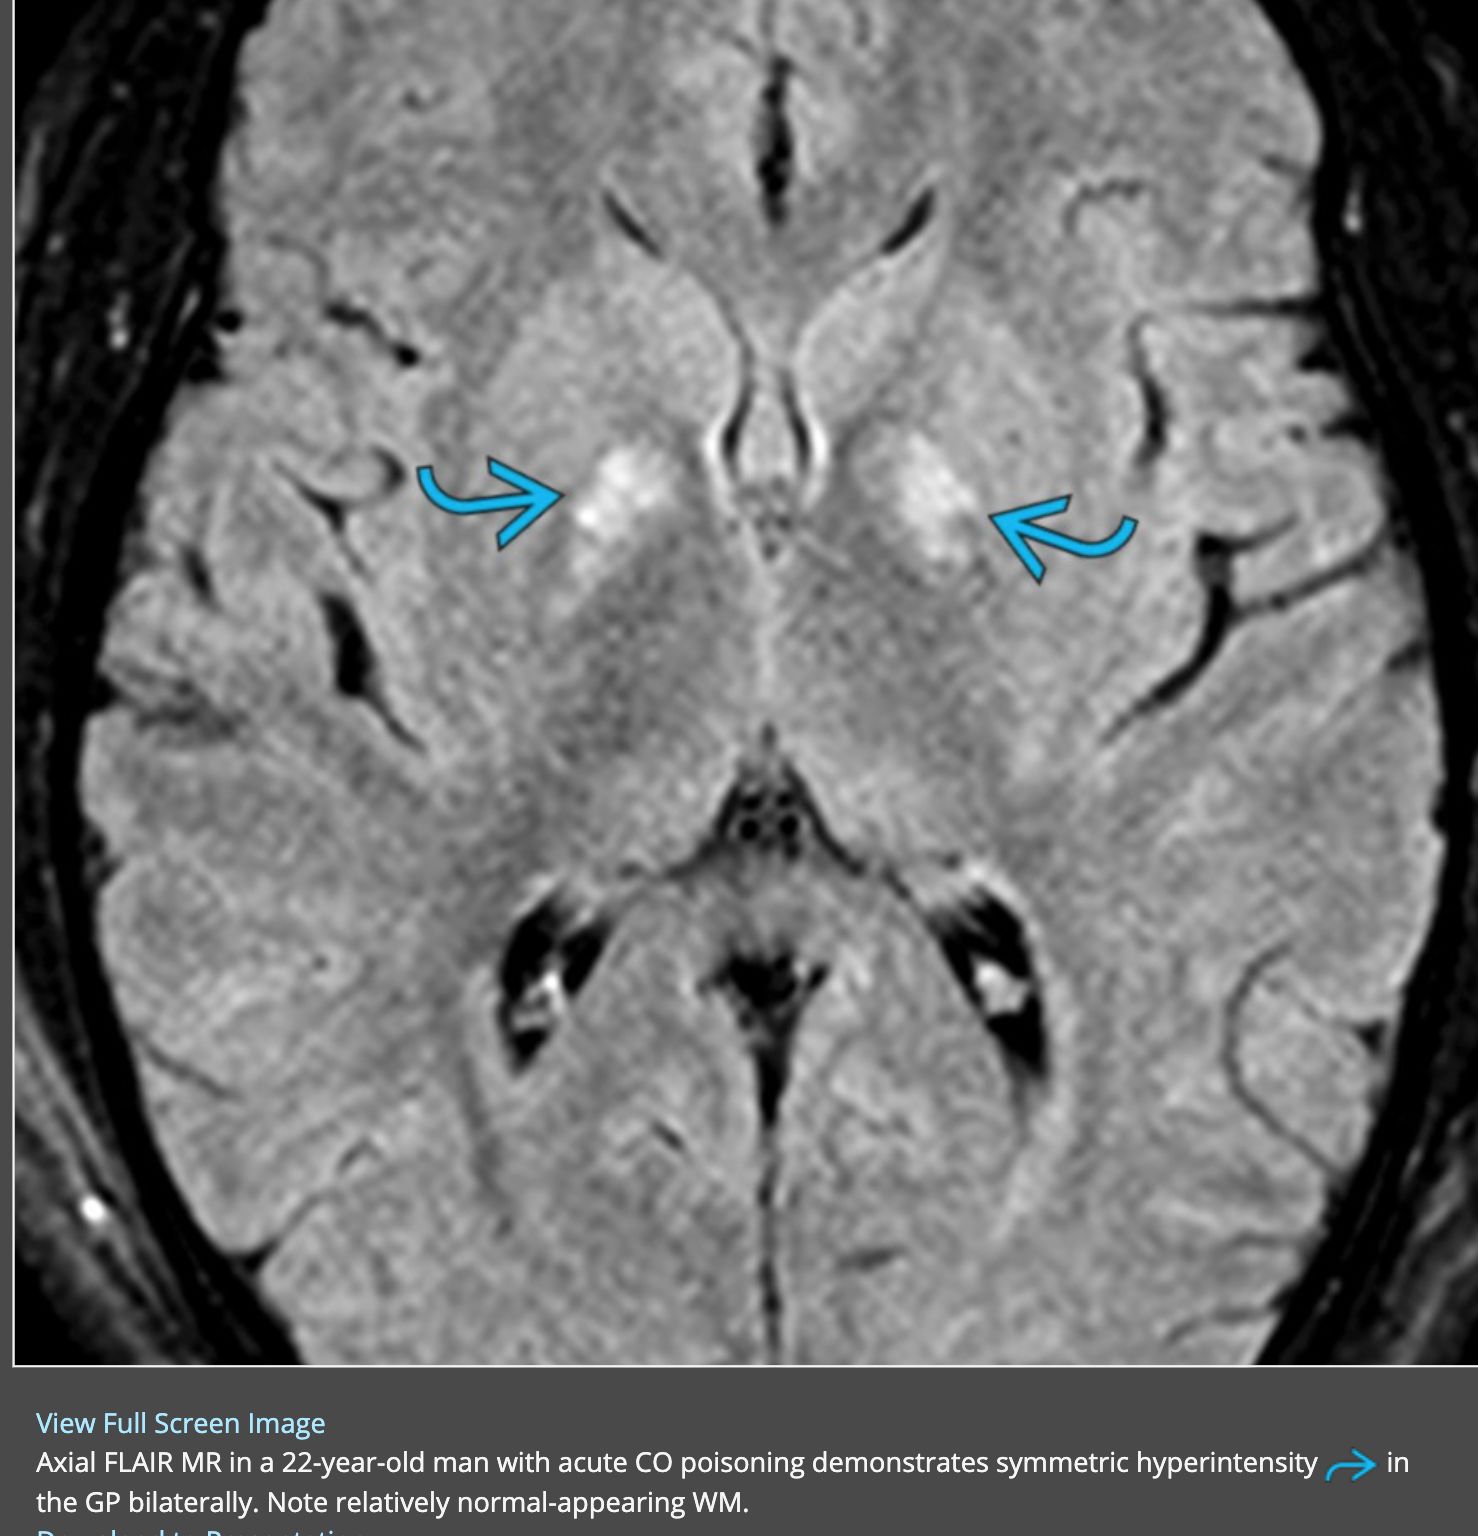 View Full Screen Image
Axial FLAIR MR in a 22-year-old man with acute CO poisoning demonstrates symmetric hyperintensity in
the GP bilaterally. Note relatively normal-appearing WM.